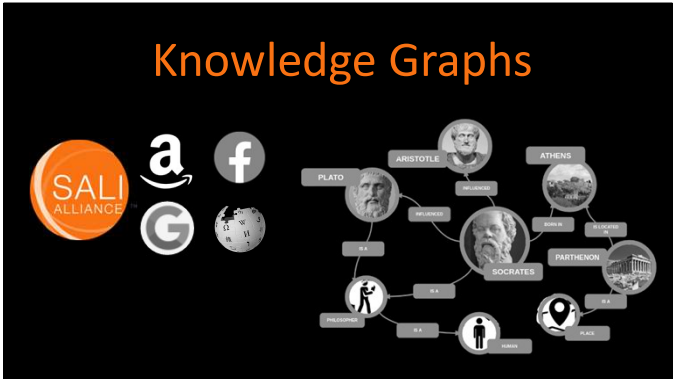 Knowledge Graphs
SALI
ALLIANCE™
a
f
G
W
ARISTOTLE
ATHENS
PLATO
INFLUENCED
INFLUENCED
BORN IN
IS LOCATED
IN
PARTHENON
SOCRATES
IS A
IS A
IS A
PHILOSOPHER
PLACE
IS A
HUMAN